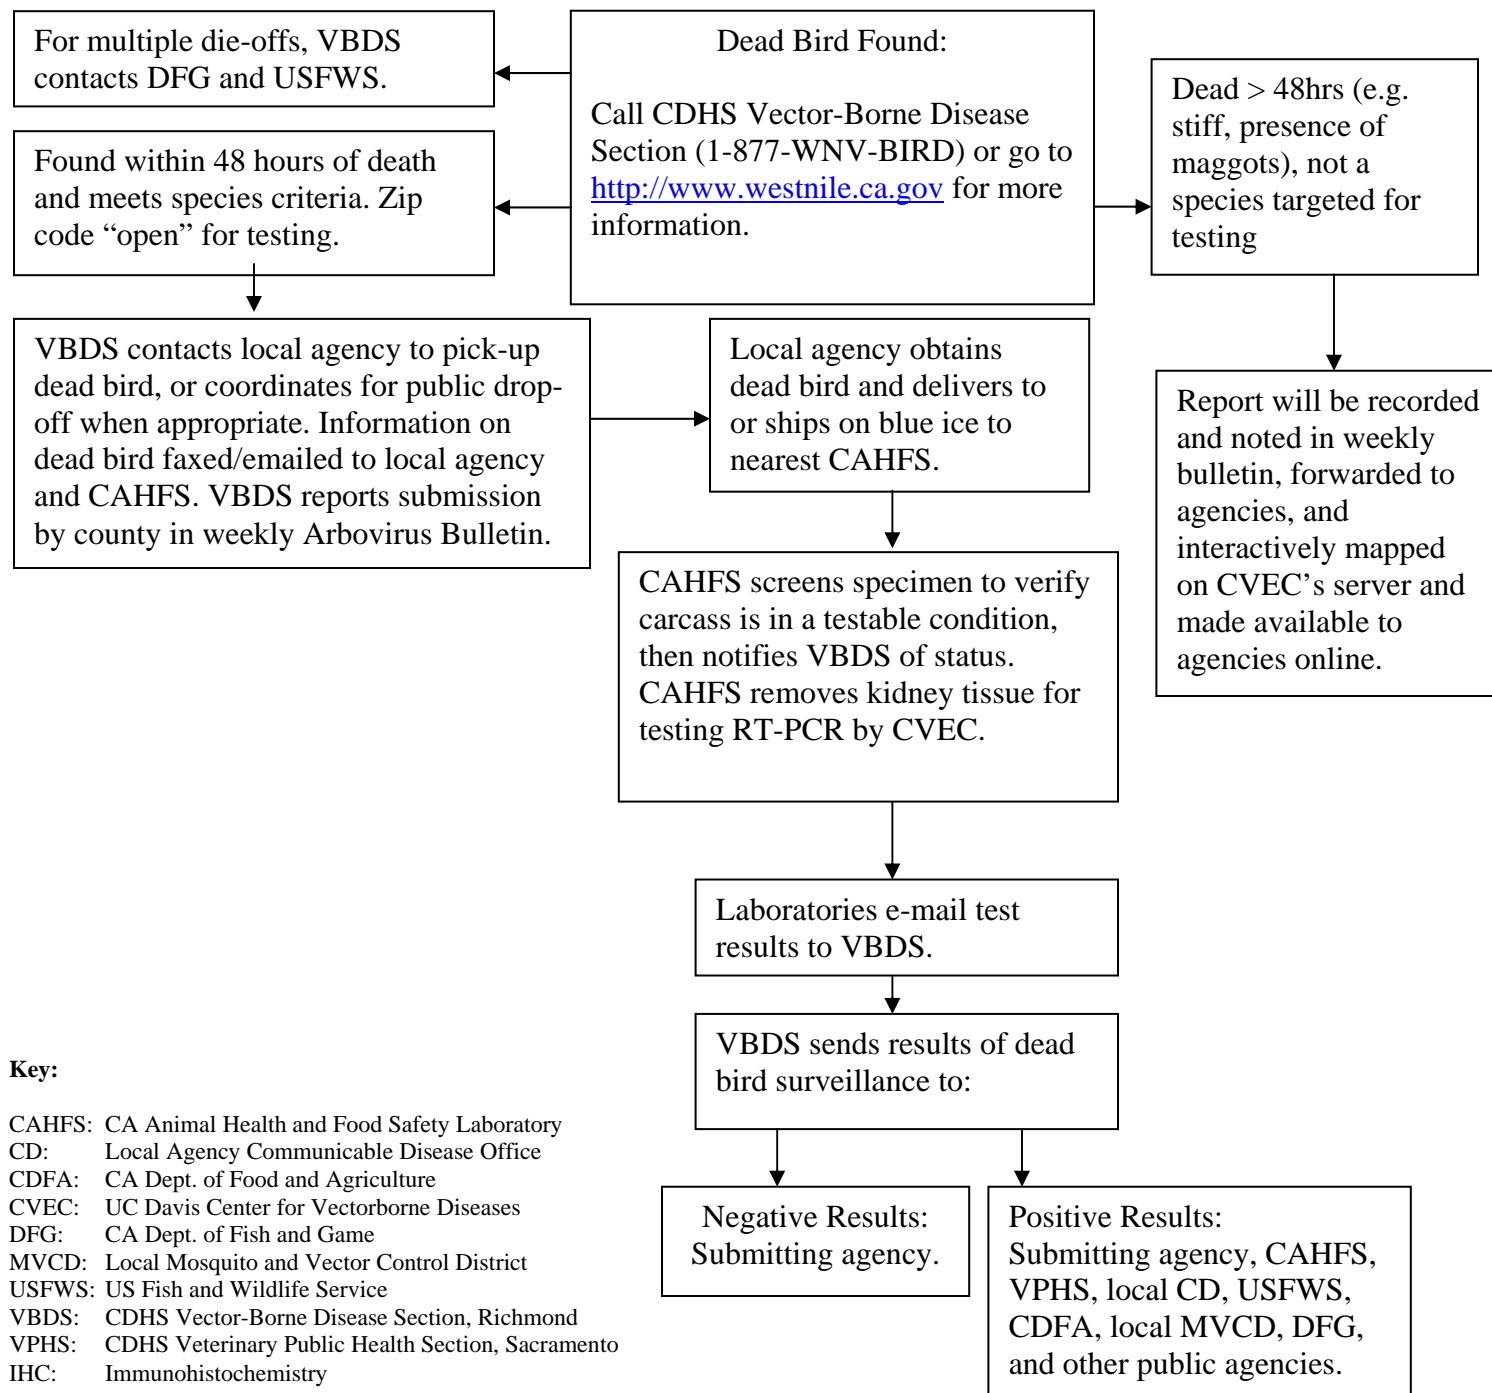 For multiple die-offs, VBDS
contacts DFG and USFWS.
Dead Bird Found:
Call CDHS Vector-Borne Disease
Section (1-877-WNV-BIRD) or go to
http://www.westnile.ca.gov for more
information.
Dead > 48hrs (e.g.
stiff, presence of
maggots), not a
species targeted for
testing
Found within 48 hours of death
and meets species criteria. Zip
code “open” for testing.
VBDS contacts local agency to pick-up
dead bird, or coordinates for public drop-
off when appropriate. Information on
dead bird faxed/emailed to local agency
and CAHFS. VBDS reports submission
by county in weekly Arbovirus Bulletin.
Local agency obtains
dead bird and delivers to
or ships on blue ice to
nearest CAHFS.
Report will be recorded
and noted in weekly
bulletin, forwarded to
agencies, and
interactively mapped
on CVEC’s server and
made available to
agencies online.
CAHFS screens specimen to verify
carcass is in a testable condition,
then notifies VBDS of status.
CAHFS removes kidney tissue for
testing RT-PCR by CVEC.
Laboratories e-mail test
results to VBDS.
VBDS sends results of dead
bird surveillance to:
Negative Results:
Submitting agency.
Positive Results:
Submitting agency, CAHFS,
VPHS, local CD, USFWS,
CDFA, local MVCD, DFG,
and other public agencies.
Key:
CAHFS: CA Animal Health and Food Safety Laboratory
CD: Local Agency Communicable Disease Office
CDFA: CA Dept. of Food and Agriculture
CVEC: UC Davis Center for Vectorborne Diseases
DFG: CA Dept. of Fish and Game
MVCD: Local Mosquito and Vector Control District
USFWS: US Fish and Wildlife Service
VBDS: CDHS Vector-Borne Disease Section, Richmond
VPHS: CDHS Veterinary Public Health Section, Sacramento
IHC: Immunohistochemistry